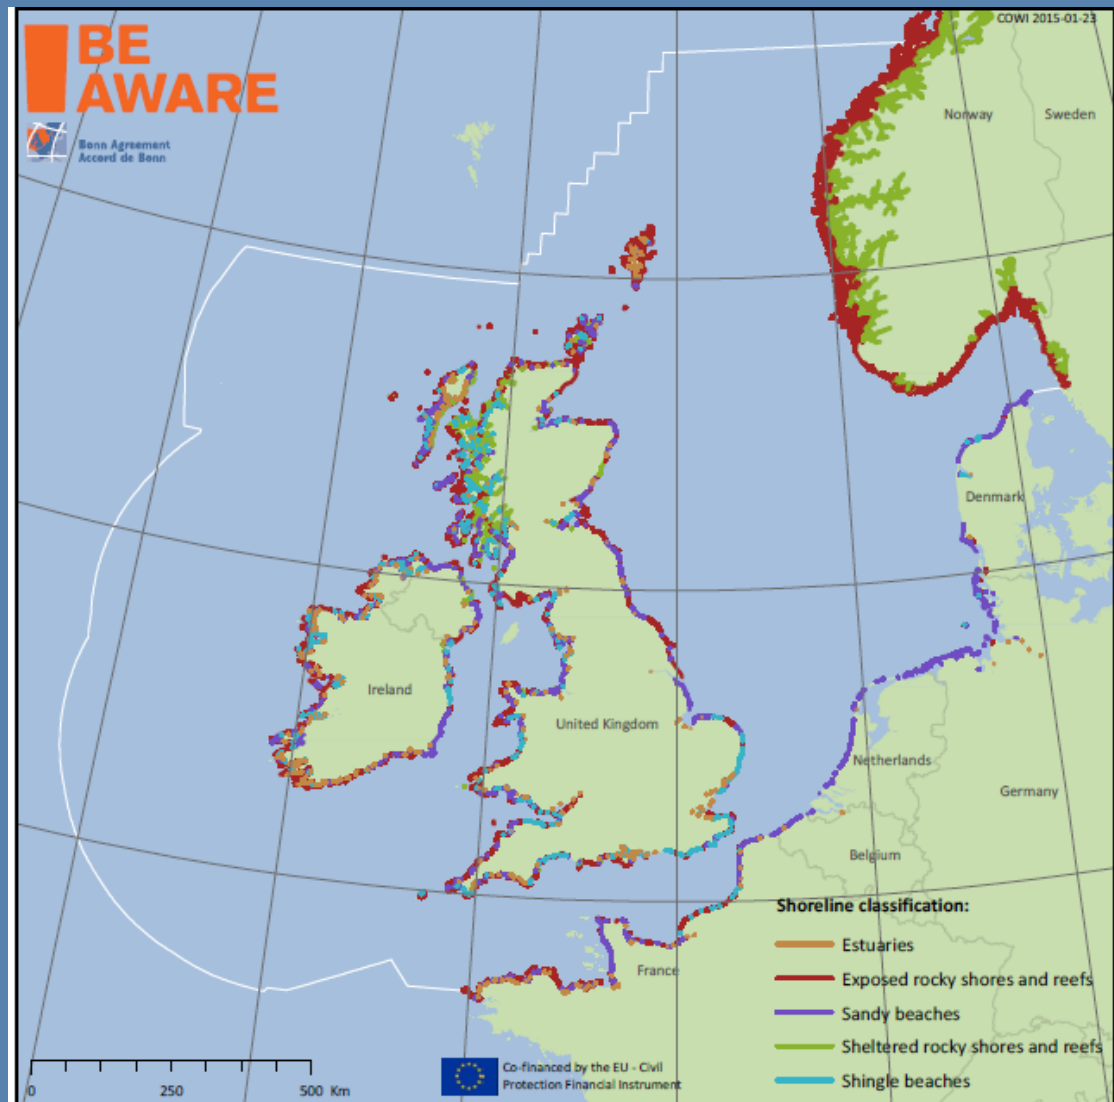 COWI 2015-01-23
BE
AWARE
Bonn Agreement
Accord de Bonn
Norway
Sweden
Denmark
Ireland
United Kingdom
Netherlands
Germany
Belgium
France
Shoreline classification:
Estuaries
Exposed rocky shores and reefs
Sandy beaches
Sheltered rocky shores and reefs
Shingle beaches
0 250 500 Km
Co-financed by the EU - Civil
Protection Financial Instrument